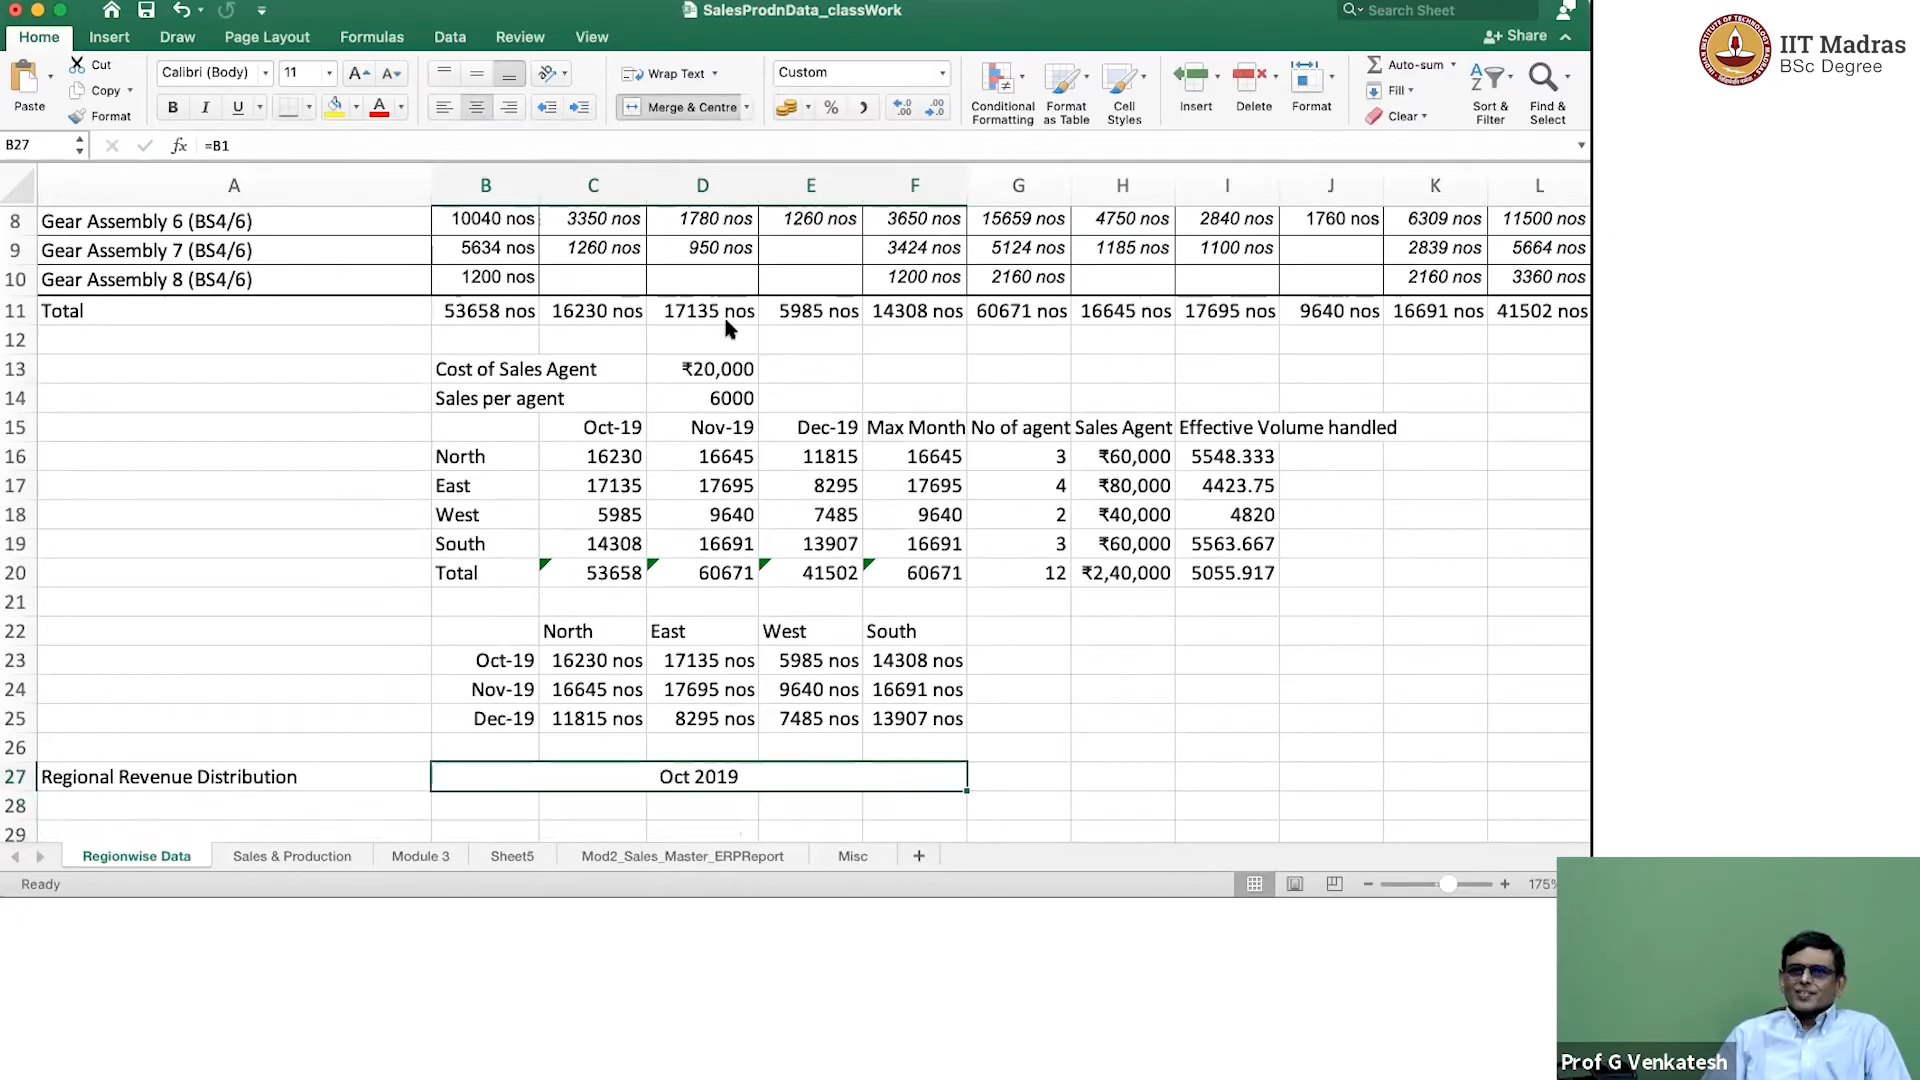 SalesProdnData_classWork
Search Sheet
Home Insert Draw Page Layout Formulas Data Review View
Share
IIT Madras
BSc Degree
Paste
Cut
Copy
Format
Calibri (Body) 11
A A
B I U A
Wrap Text
Merge & Centre
Custom
%
.0 .00
.00 .0
Conditional Formatting
Format as Table
Cell Styles
Insert
Delete
Format
Auto-sum
Fill
Clear
Sort & Filter
Find & Select
B27 fx =B1
A B C D E F G H I J K L
8 Gear Assembly 6 (BS4/6) 10040 nos 3350 nos 1780 nos 1260 nos 3650 nos 15659 nos 4750 nos 2840 nos 1760 nos 6309 nos 11500 nos
9 Gear Assembly 7 (BS4/6) 5634 nos 1260 nos 950 nos 3424 nos 5124 nos 1185 nos 1100 nos 2839 nos 5664 nos
10 Gear Assembly 8 (BS4/6) 1200 nos 1200 nos 2160 nos 2160 nos 3360 nos
11 Total 53658 nos 16230 nos 17135 nos 5985 nos 14308 nos 60671 nos 16645 nos 17695 nos 9640 nos 16691 nos 41502 nos
12
13 Cost of Sales Agent ₹20,000
14 Sales per agent 6000
15 Oct-19 Nov-19 Dec-19 Max Month No of agent Sales Agent Effective Volume handled
16 North 16230 16645 11815 16645 3 ₹60,000 5548.333
17 East 17135 17695 8295 17695 4 ₹80,000 4423.75
18 West 5985 9640 7485 9640 2 ₹40,000 4820
19 South 14308 16691 13907 16691 3 ₹60,000 5563.667
20 Total 53658 60671 41502 60671 12 ₹2,40,000 5055.917
21
22 North East West South
23 Oct-19 16230 nos 17135 nos 5985 nos 14308 nos
24 Nov-19 16645 nos 17695 nos 9640 nos 16691 nos
25 Dec-19 11815 nos 8295 nos 7485 nos 13907 nos
26
27 Regional Revenue Distribution Oct 2019
28
29
Regionwise Data Sales & Production Module 3 Sheet5 Mod2_Sales_Master_ERPReport Misc +
Ready
175%
Prof G Venkatesh